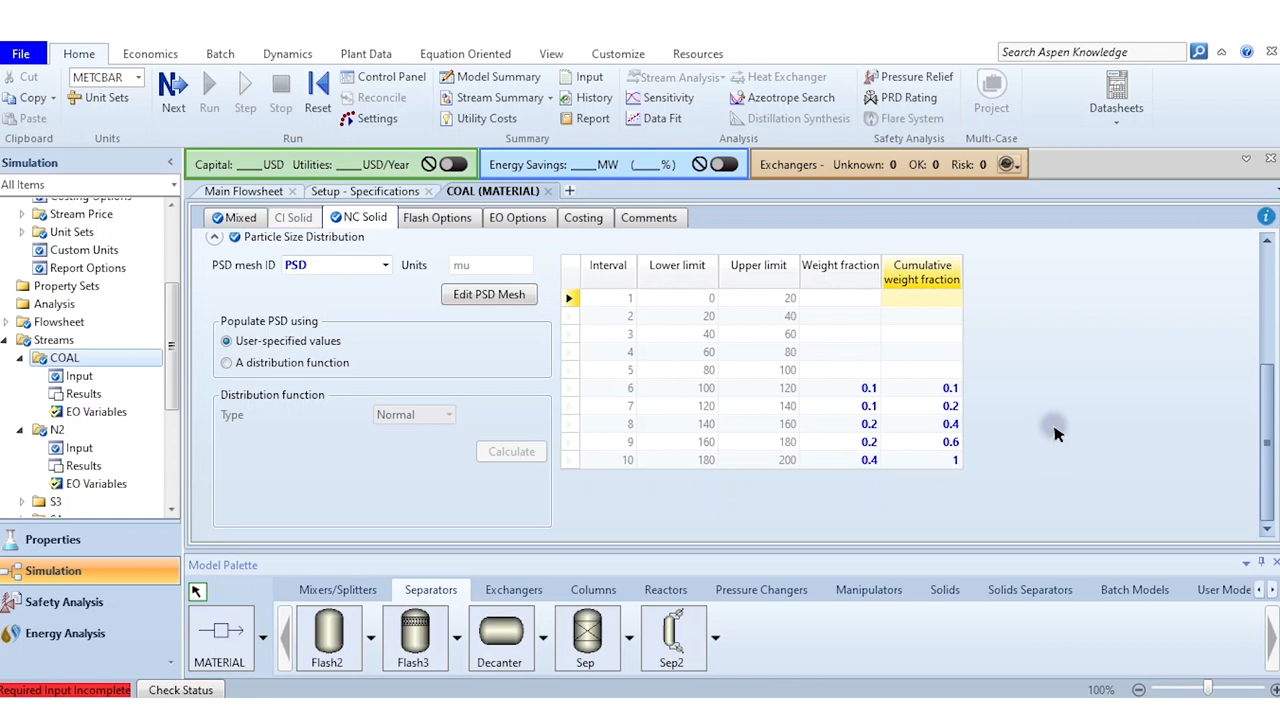 File Home Economics Batch Dynamics Plant Data Equation Oriented View Customize Resources Search Aspen Knowledge
Cut METCBAR Next Run Step Stop Reset Control Panel Model Summary Input Stream Analysis Heat Exchanger Pressure Relief Project Datasheets
Copy Unit Sets Reconcile Stream Summary History Sensitivity Azeotrope Search PRD Rating
Paste Settings Utility Costs Report Data Fit Distillation Synthesis Flare System
Clipboard Units Run Summary Analysis Safety Analysis Multi-Case
Simulation Capital: ____USD Utilities: ____USD/Year Energy Savings: ____MW (____%) Exchangers - Unknown: 0 OK: 0 Risk: 0
All Items Main Flowsheet Setup - Specifications COAL (MATERIAL)
Costing Options
Stream Price
Unit Sets
Custom Units
Report Options
Property Sets
Analysis
Flowsheet
Streams
COAL
Input
Results
EO Variables
N2
Input
Results
EO Variables
S3
Mixed CI Solid NC Solid Flash Options EO Options Costing Comments
Particle Size Distribution
PSD mesh ID PSD Units mu
Edit PSD Mesh
Populate PSD using
User-specified values
A distribution function
Distribution function
Type Normal
Calculate
Interval Lower limit Upper limit Weight fraction Cumulative weight fraction
1 0 20
2 20 40
3 40 60
4 60 80
5 80 100
6 100 120 0.1 0.1
7 120 140 0.1 0.2
8 140 160 0.2 0.4
9 160 180 0.2 0.6
10 180 200 0.4 1
Properties
Simulation
Safety Analysis
Energy Analysis
Model Palette
Mixers/Splitters Separators Exchangers Columns Reactors Pressure Changers Manipulators Solids Solids Separators Batch Models User Mode
MATERIAL Flash2 Flash3 Decanter Sep Sep2
Required Input Incomplete Check Status 100%